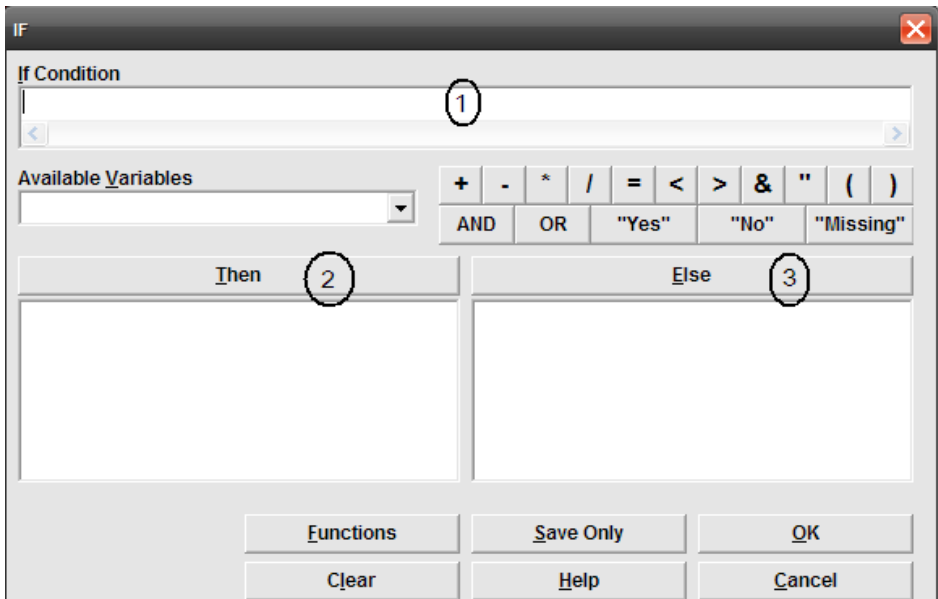 IF
If Condition
1
Available Variables
+ - * / = < > & " ( )
AND OR "Yes" "No" "Missing"
Then 2 Else 3
Functions Save Only OK
Clear Help Cancel